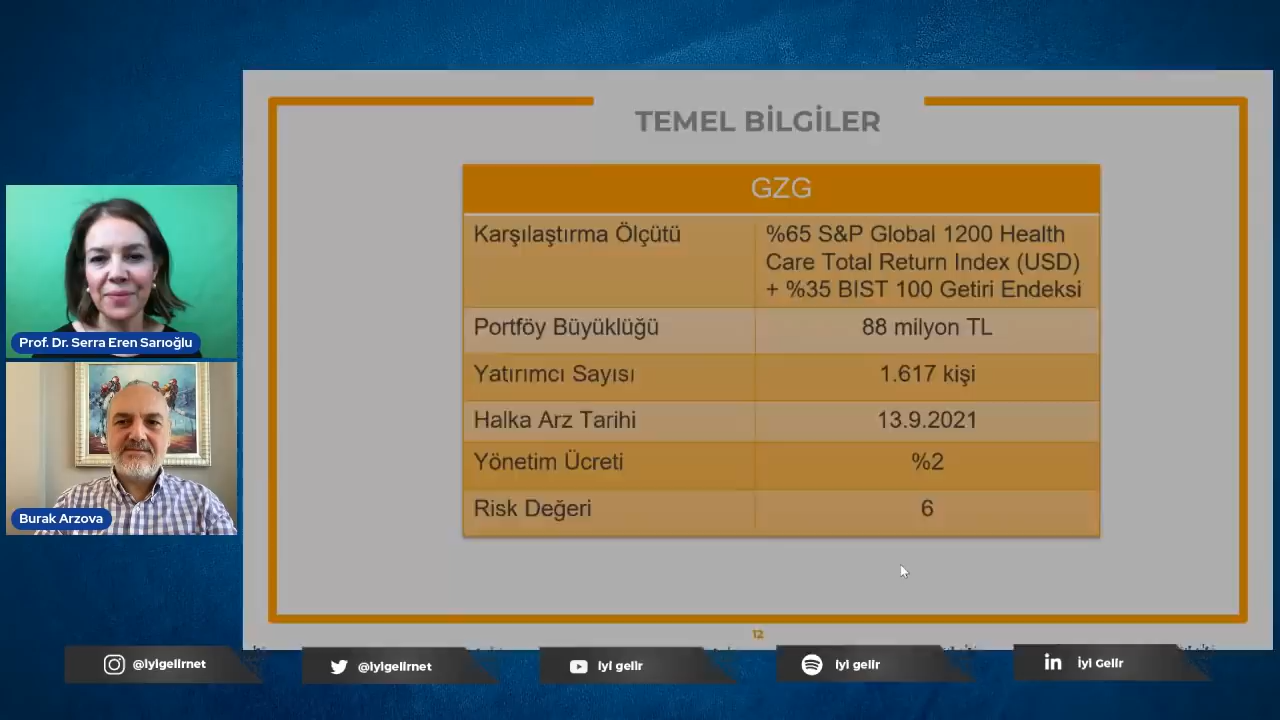 TEMEL BİLGİLER
GZG
Karşılaştırma Ölçütü
%65 S&P Global 1200 Health
Care Total Return Index (USD)
+ %35 BIST 100 Getiri Endeksi
Portföy Büyüklüğü
88 milyon TL
Yatırımcı Sayısı
1.617 kişi
Halka Arz Tarihi
13.9.2021
Yönetim Ücreti
%2
Risk Değeri
6
12
Prof. Dr. Serra Eren Sarıoğlu
Burak Arzova
@iyigelirnet
@iyigelirnet
iyi gelir
iyi gelir
İyi Gelir